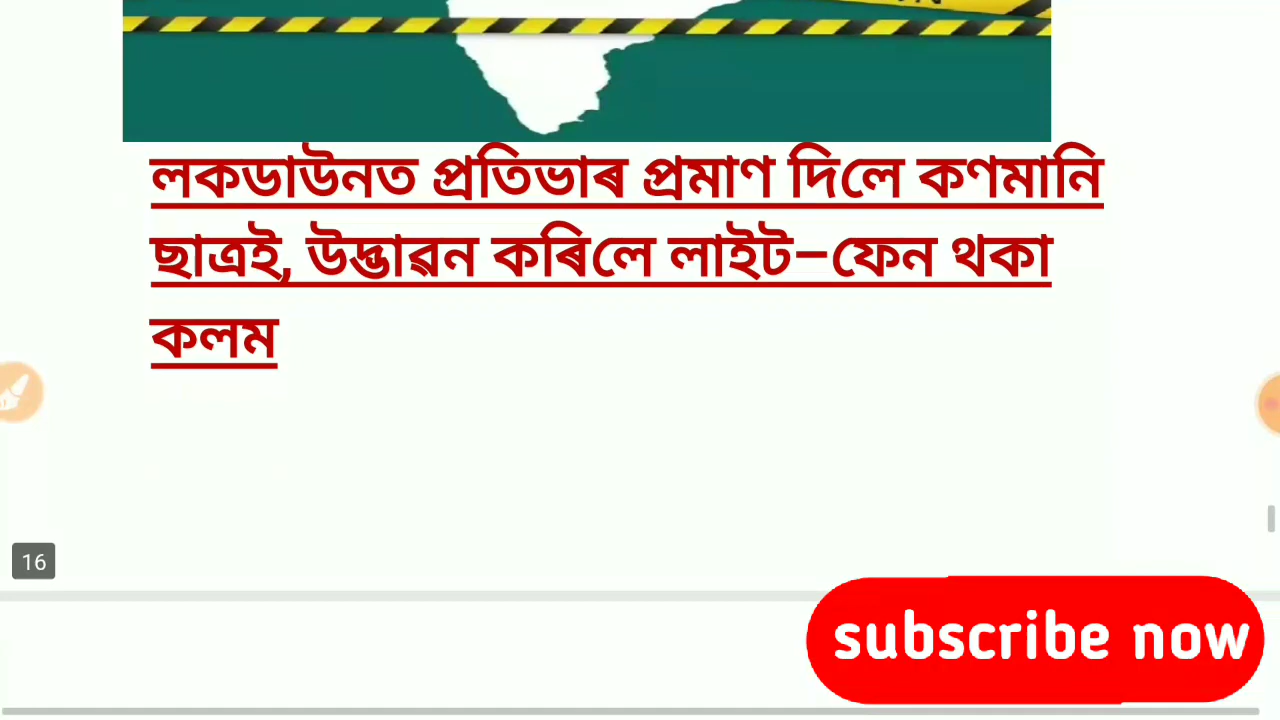 লকডাউনত প্ৰতিভাৰ প্ৰমাণ দিলে কণমানি
ছাত্ৰই, উদ্ভাৱন কৰিলে লাইট–ফেন থকা
কলম
16
subscribe now